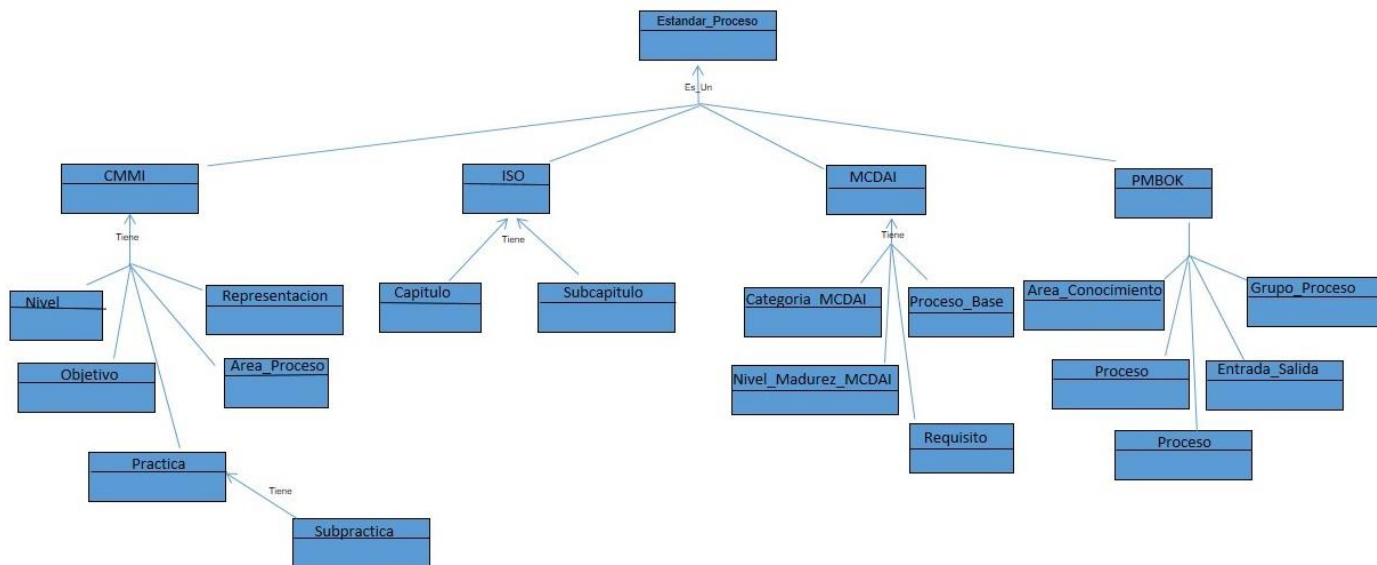 Estandar_Proceso
Es_Un
CMMI
ISO
MCDAI
PMBOK
Tiene
Tiene
Tiene
Nivel
Representacion
Capitulo
Subcapitulo
Categoria_MCDAI
Proceso_Base
Area_Conocimiento
Grupo_Proceso
Objetivo
Area_Proceso
Nivel_Madurez_MCDAI
Proceso
Entrada_Salida
Practica
Requisito
Proceso
Tiene
Subpractica